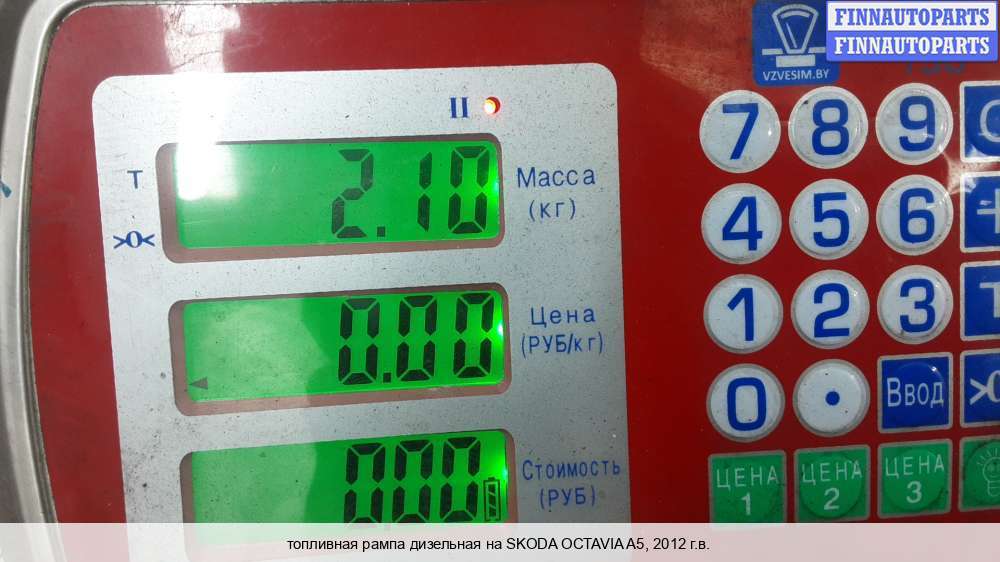 FINNAUTOPARTS
FINNAUTOPARTS
VZVESIM.BY
II
T
2.10
Масса
(кг)
>0<
0.00
Цена
(РУБ/кг)
0.00
Стоимость
(РУБ)
7 8 9
4 5 6
1 2 3 T
0 . Ввод >0
ЦЕНА 1
ЦЕНА 2
ЦЕНА 3
топливная рампа дизельная на SKODA OCTAVIA A5, 2012 г.в.